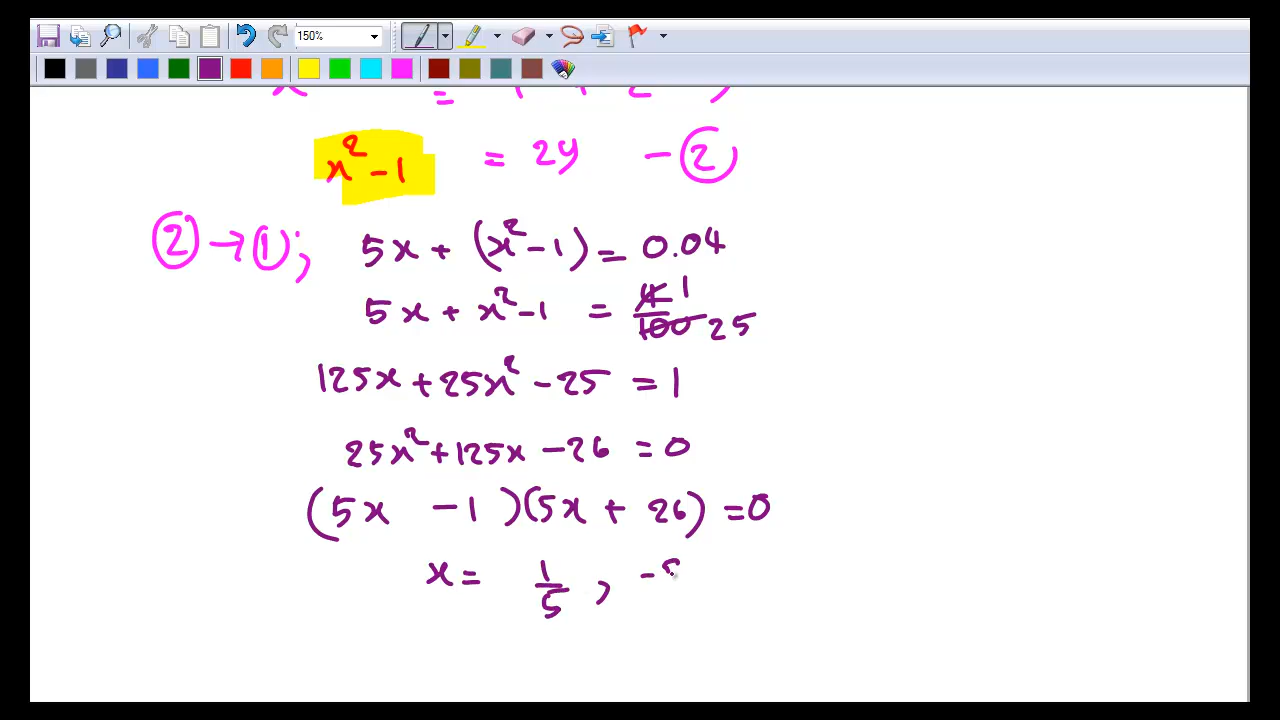 150%
x² - 1 = 2y - ②
② → ①; 5x + (x² - 1) = 0.04
5x + x² - 1 = 4/100 1/25
125x + 25x² - 25 = 1
25x² + 125x - 26 = 0
(5x - 1)(5x + 26) = 0
x = 1/5 , -